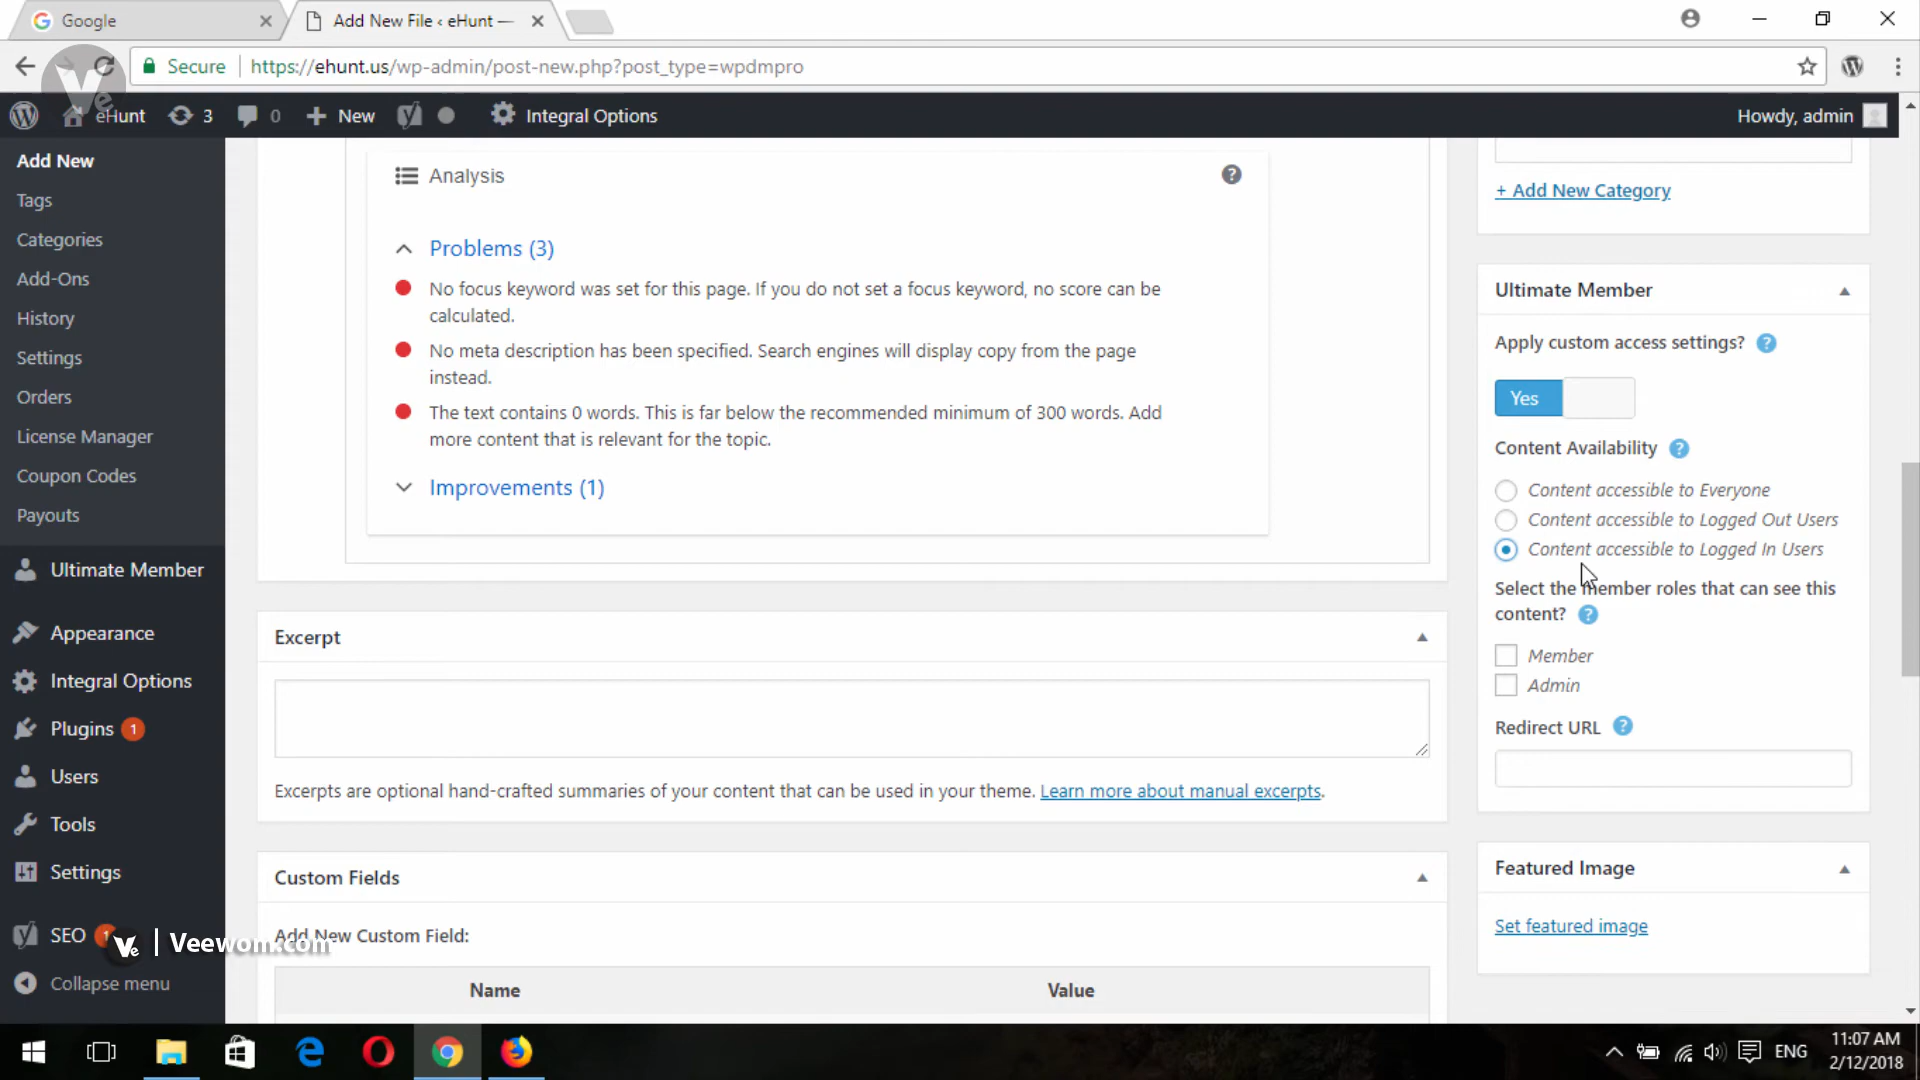 Google
Add New File ‹ eHunt —
Secure
https://ehunt.us/wp-admin/post-new.php?post_type=wpdmpro
eHunt
3
0
New
Integral Options
Howdy, admin
Add New
Tags
Categories
Add-Ons
History
Settings
Orders
License Manager
Coupon Codes
Payouts
Ultimate Member
Appearance
Integral Options
Plugins 1
Users
Tools
Settings
SEO 1
Collapse menu
Analysis
Problems (3)
No focus keyword was set for this page. If you do not set a focus keyword, no score can be
calculated.
No meta description has been specified. Search engines will display copy from the page
instead.
The text contains 0 words. This is far below the recommended minimum of 300 words. Add
more content that is relevant for the topic.
Improvements (1)
Excerpt
Excerpts are optional hand-crafted summaries of your content that can be used in your theme. Learn more about manual excerpts.
Custom Fields
Add New Custom Field:
Name
Value
+ Add New Category
Ultimate Member
Apply custom access settings?
Yes
Content Availability
Content accessible to Everyone
Content accessible to Logged Out Users
Content accessible to Logged In Users
Select the member roles that can see this
content?
Member
Admin
Redirect URL
Featured Image
Set featured image
Ve | Veewom.com
ENG
11:07 AM
2/12/2018